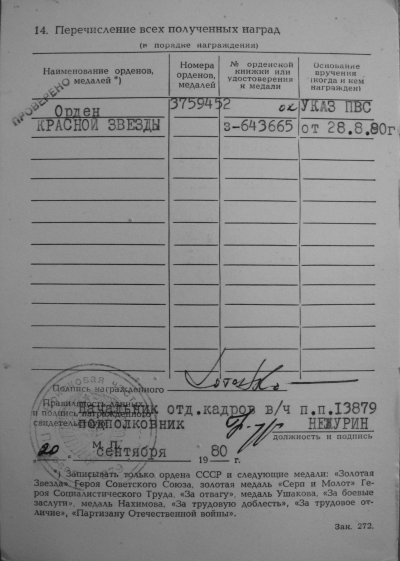 14. Перечисление всех полученных наград
(в порядке награждения)
Наименование орденов, медалей *)
Номера орденов, медалей
№ орденской книжки или удостоверения к медали
Основание вручения (когда и кем награжден)
ПРОВЕРЕНО
Орден 3759452 УКАЗ ПВС
КРАСНОЙ ЗВЕЗДЫ з-643665 от 28.8.80г.
Подпись награжденного
Правильность данных
и подпись награжденного
свидетельствую
Начальник отд.кадров в/ч п.п.13879
подполковник НЕЖУРИН
должность и подпись
М. П.
20 сентября 1980 г.
*) Записывать только ордена СССР и следующие медали: «Золотая
Звезда» Героя Советского Союза, золотая медаль «Серп и Молот» Ге-
роя Социалистического Труда, «За отвагу», медаль Ушакова, «За боевые
заслуги», медаль Нахимова, «За трудовую доблесть», «За трудовое от-
личие», «Партизану Отечественной войны».
Зак. 272.